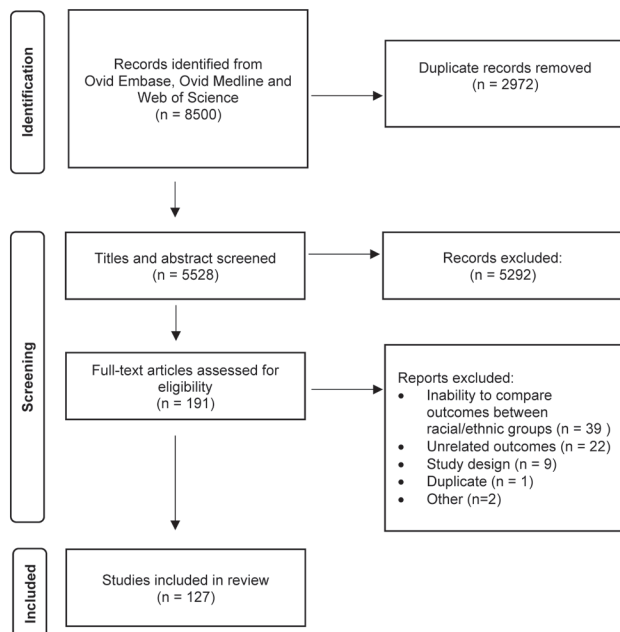 Identification
Records identified from
Ovid Embase, Ovid Medline and
Web of Science
(n = 8500)
Duplicate records removed
(n = 2972)
Screening
Titles and abstract screened
(n = 5528)
Records excluded:
(n = 5292)
Full-text articles assessed for
eligibility
(n = 191)
Reports excluded:
• Inability to compare
outcomes between
racial/ethnic groups (n = 39 )
• Unrelated outcomes (n = 22)
• Study design (n = 9)
• Duplicate (n = 1)
• Other (n=2)
Included
Studies included in review
(n = 127)